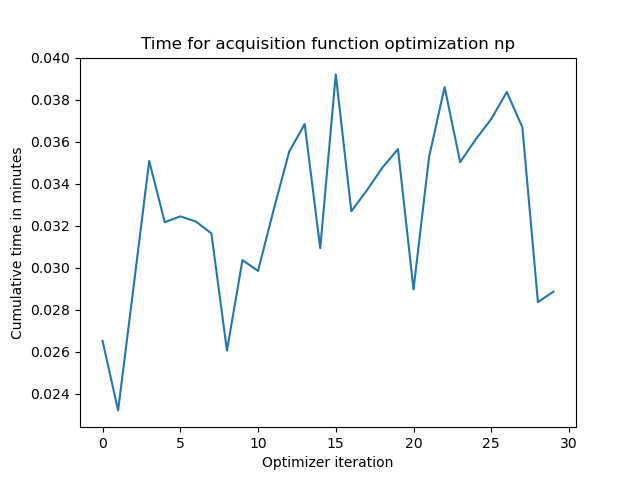 Time for acquisition function optimization np
0.040
0.038
0.036
0.034
0.032
0.030
0.028
0.026
0.024
Cumulative time in minutes
0 5 10 15 20 25 30
Optimizer iteration